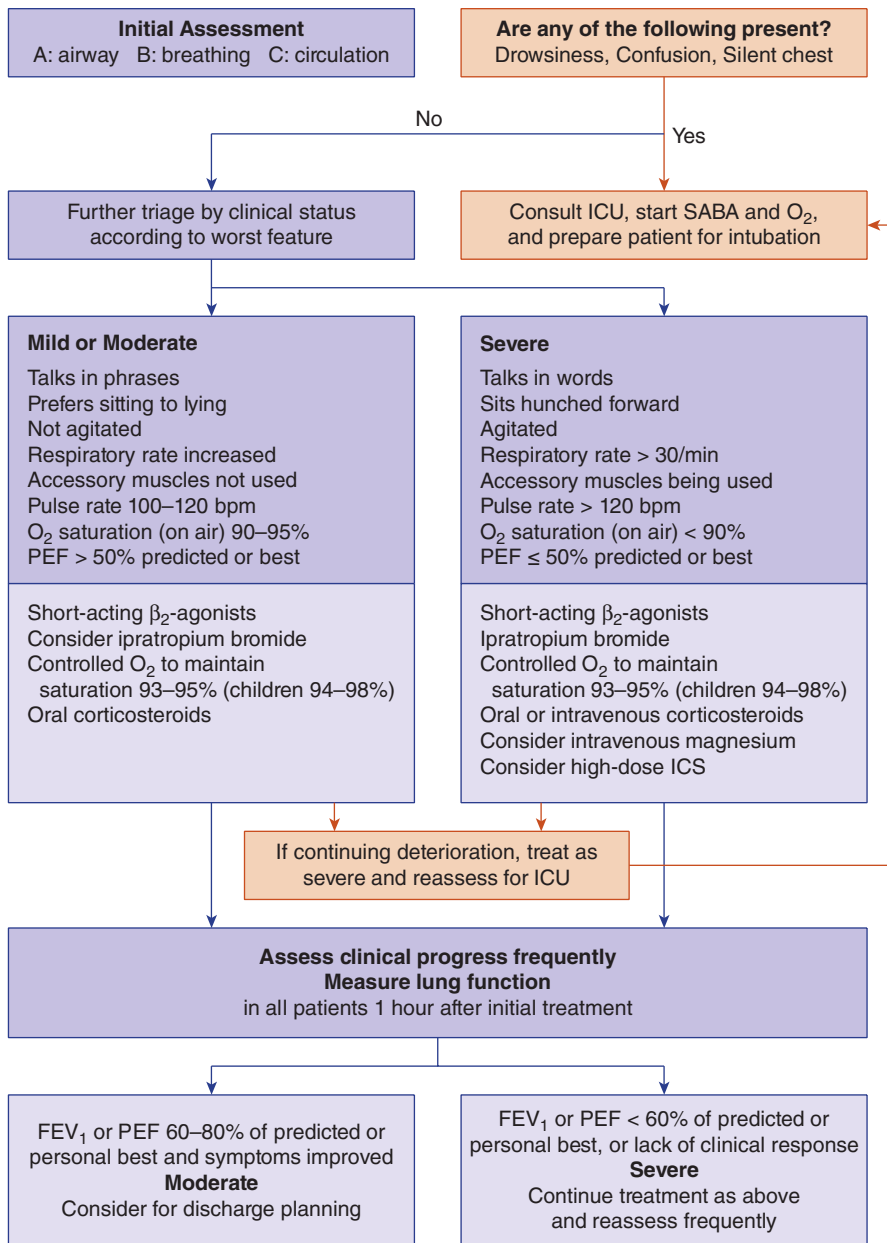 Initial Assessment
A: airway B: breathing C: circulation
Are any of the following present?
Drowsiness, Confusion, Silent chest
No
Yes
Further triage by clinical status
according to worst feature
Consult ICU, start SABA and O₂,
and prepare patient for intubation
Mild or Moderate
Talks in phrases
Prefers sitting to lying
Not agitated
Respiratory rate increased
Accessory muscles not used
Pulse rate 100–120 bpm
O₂ saturation (on air) 90–95%
PEF > 50% predicted or best
Short-acting β₂-agonists
Consider ipratropium bromide
Controlled O₂ to maintain
saturation 93–95% (children 94–98%)
Oral corticosteroids
Severe
Talks in words
Sits hunched forward
Agitated
Respiratory rate > 30/min
Accessory muscles being used
Pulse rate > 120 bpm
O₂ saturation (on air) < 90%
PEF ≤ 50% predicted or best
Short-acting β₂-agonists
Ipratropium bromide
Controlled O₂ to maintain
saturation 93–95% (children 94–98%)
Oral or intravenous corticosteroids
Consider intravenous magnesium
Consider high-dose ICS
If continuing deterioration, treat as
severe and reassess for ICU
Assess clinical progress frequently
Measure lung function
in all patients 1 hour after initial treatment
FEV₁ or PEF 60–80% of predicted or
personal best and symptoms improved
Moderate
Consider for discharge planning
FEV₁ or PEF < 60% of predicted or
personal best, or lack of clinical response
Severe
Continue treatment as above
and reassess frequently